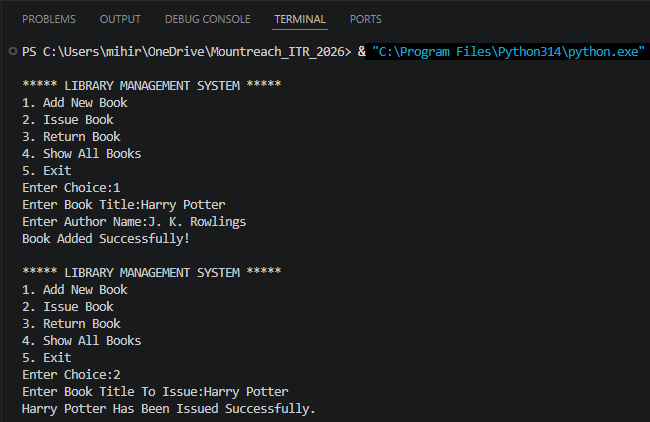 PROBLEMS OUTPUT DEBUG CONSOLE TERMINAL PORTS
PS C:\Users\mihir\OneDrive\Mountreach_ITR_2026> & "C:\Program Files\Python314\python.exe"
***** LIBRARY MANAGEMENT SYSTEM *****
1. Add New Book
2. Issue Book
3. Return Book
4. Show All Books
5. Exit
Enter Choice:1
Enter Book Title:Harry Potter
Enter Author Name:J. K. Rowlings
Book Added Successfully!
***** LIBRARY MANAGEMENT SYSTEM *****
1. Add New Book
2. Issue Book
3. Return Book
4. Show All Books
5. Exit
Enter Choice:2
Enter Book Title To Issue:Harry Potter
Harry Potter Has Been Issued Successfully.